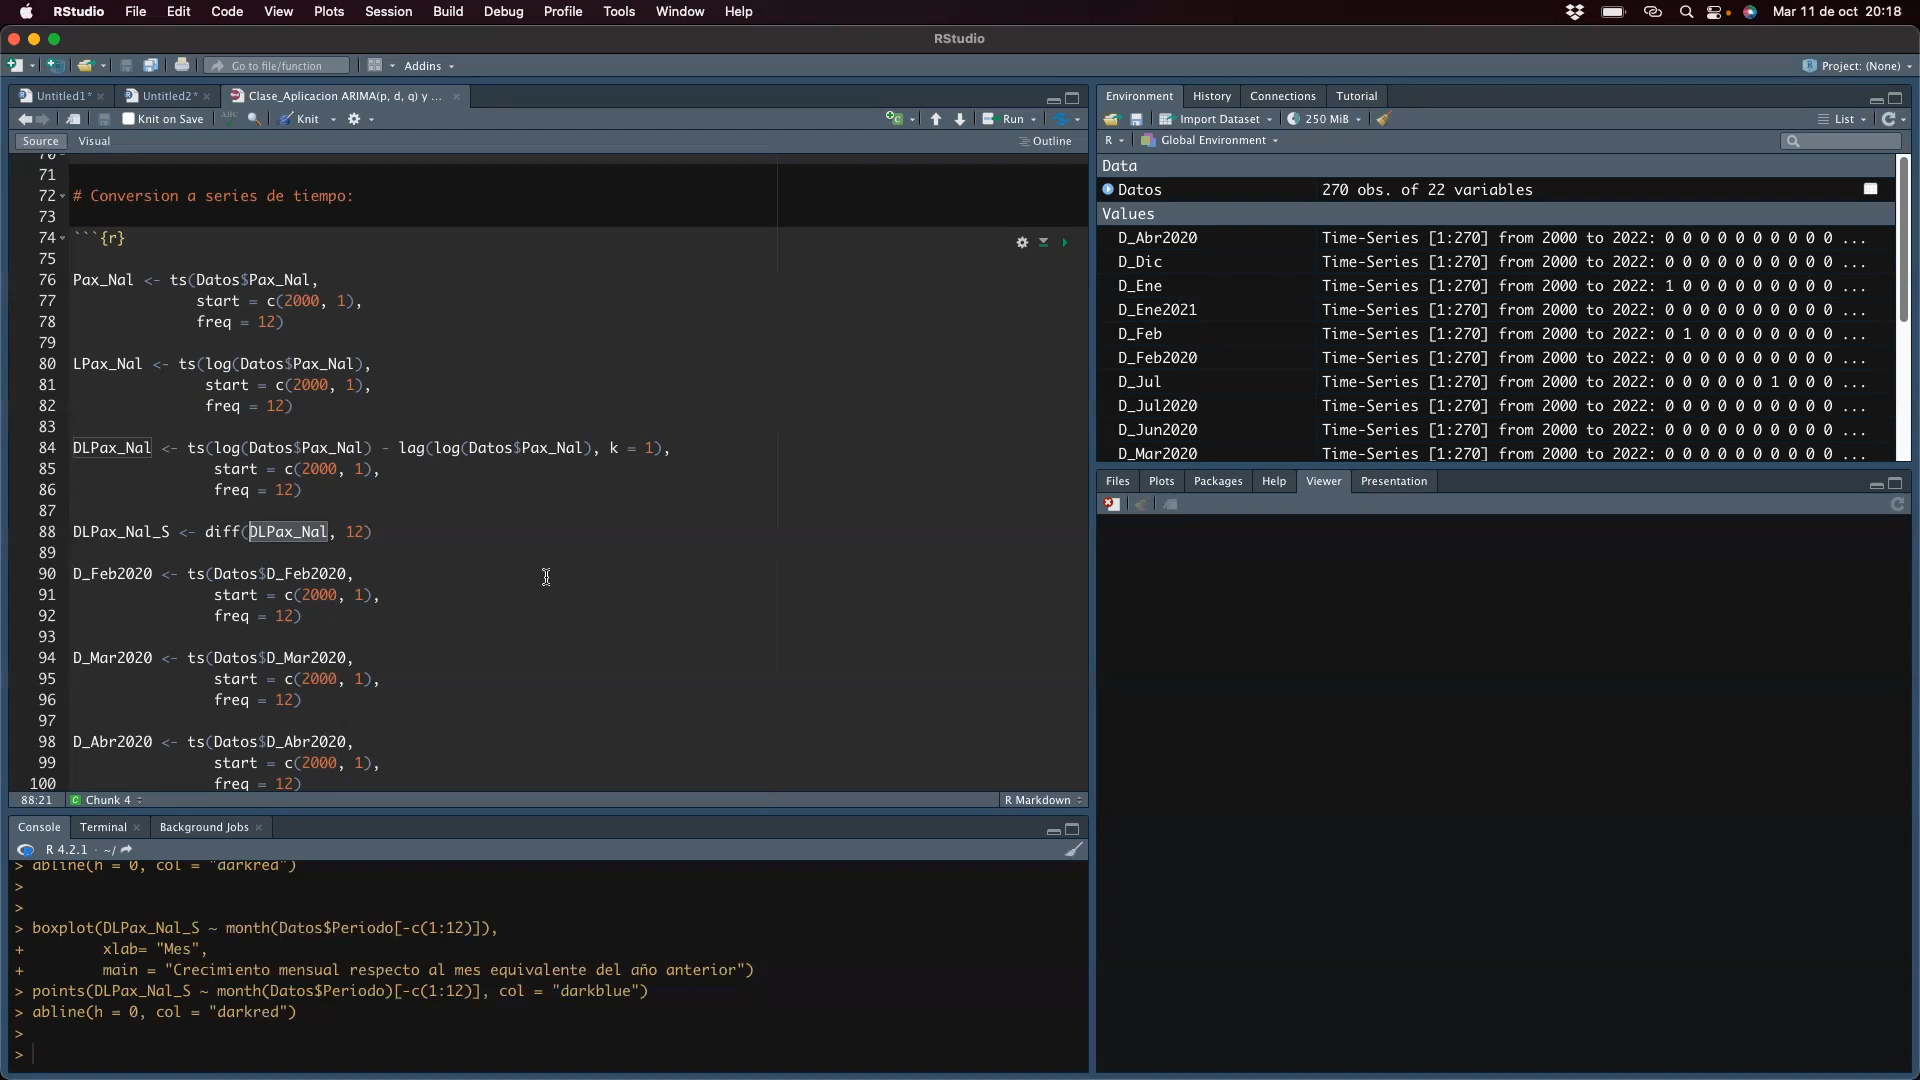 RStudio File Edit Code View Plots Session Build Debug Profile Tools Window Help Mar 11 de oct 20:18
RStudio
Go to file/function Addins Project: (None)
Untitled1* Untitled2* Clase_Aplicacion ARIMA(p, d, q) y ...
Knit on Save ABC Knit Run
Source Visual Outline
70
71
72 # Conversion a series de tiempo:
73
74 ```{r}
75
76 Pax_Nal <- ts(Datos$Pax_Nal,
77 start = c(2000, 1),
78 freq = 12)
79
80 LPax_Nal <- ts(log(Datos$Pax_Nal),
81 start = c(2000, 1),
82 freq = 12)
83
84 DLPax_Nal <- ts(log(Datos$Pax_Nal) - lag(log(Datos$Pax_Nal), k = 1),
85 start = c(2000, 1),
86 freq = 12)
87
88 DLPax_Nal_S <- diff(DLPax_Nal, 12)
89
90 D_Feb2020 <- ts(Datos$D_Feb2020,
91 start = c(2000, 1),
92 freq = 12)
93
94 D_Mar2020 <- ts(Datos$D_Mar2020,
95 start = c(2000, 1),
96 freq = 12)
97
98 D_Abr2020 <- ts(Datos$D_Abr2020,
99 start = c(2000, 1),
100 freq = 12)
88:21 Chunk 4 R Markdown
Console Terminal Background Jobs
R 4.2.1 · ~/
> abline(h = 0, col = "darkred")
>
>
> boxplot(DLPax_Nal_S ~ month(Datos$Periodo[-c(1:12)]),
+ xlab= "Mes",
+ main = "Crecimiento mensual respecto al mes equivalente del año anterior")
> points(DLPax_Nal_S ~ month(Datos$Periodo)[-c(1:12)], col = "darkblue")
> abline(h = 0, col = "darkred")
>
>
Environment History Connections Tutorial
Import Dataset 250 MiB List
R Global Environment
Data
Datos 270 obs. of 22 variables
Values
D_Abr2020 Time-Series [1:270] from 2000 to 2022: 0 0 0 0 0 0 0 0 0 0 ...
D_Dic Time-Series [1:270] from 2000 to 2022: 0 0 0 0 0 0 0 0 0 0 ...
D_Ene Time-Series [1:270] from 2000 to 2022: 1 0 0 0 0 0 0 0 0 0 ...
D_Ene2021 Time-Series [1:270] from 2000 to 2022: 0 0 0 0 0 0 0 0 0 0 ...
D_Feb Time-Series [1:270] from 2000 to 2022: 0 1 0 0 0 0 0 0 0 0 ...
D_Feb2020 Time-Series [1:270] from 2000 to 2022: 0 0 0 0 0 0 0 0 0 0 ...
D_Jul Time-Series [1:270] from 2000 to 2022: 0 0 0 0 0 0 1 0 0 0 ...
D_Jul2020 Time-Series [1:270] from 2000 to 2022: 0 0 0 0 0 0 0 0 0 0 ...
D_Jun2020 Time-Series [1:270] from 2000 to 2022: 0 0 0 0 0 0 0 0 0 0 ...
D_Mar2020 Time-Series [1:270] from 2000 to 2022: 0 0 0 0 0 0 0 0 0 0 ...
Files Plots Packages Help Viewer Presentation